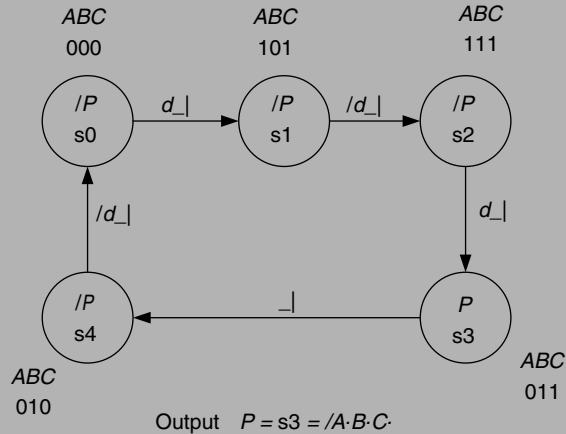 ABC
000
ABC
101
ABC
111
/P
s0
d_|
/P
s1
/d_|
/P
s2
/d_|
d_|
/P
s4
_|
P
s3
ABC
010
ABC
011
Output P = s3 = /A·B·C·